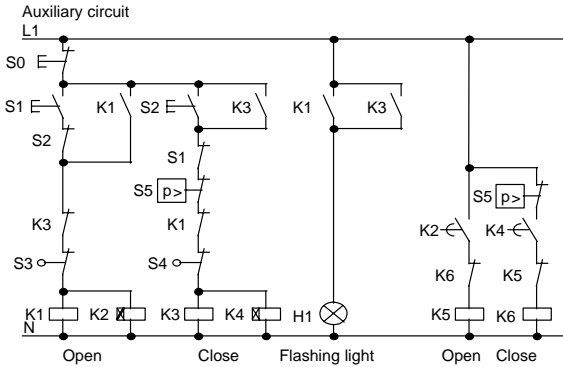 Auxiliary circuit
L1
S0
S1 K1 S2 K3 K1 K3
S2
S1
S5 p> S5 p>
K3 K1 K2 K4
S3 S4 K6 K5
K1 K2 K3 K4 H1 K5 K6
N
Open Close Flashing light Open Close